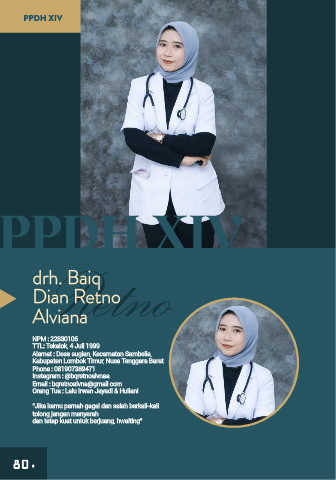 PPDH XIV
PPDH XIV
Retno
drh. Baiq
Dian Retno
Alviana
NPM : 22830105
TTL: Tekalok, 4 Juli 1999
Alamat : Desa sugian, Kecamatan Sambelia,
Kabupaten Lombok Timur, Nusa Tenggara Barat
Phone : 081907369471
Instagram : @bqretnoalvnaa
Email : bqretnoalvna@gmail.com
Orang Tua : Lalu Irwan Jayadi & Huliani
"Jika kamu pernah gagal dan salah berkali-kali
tolong jangan menyerah
dan tetap kuat untuk berjuang, hwaiting"
80